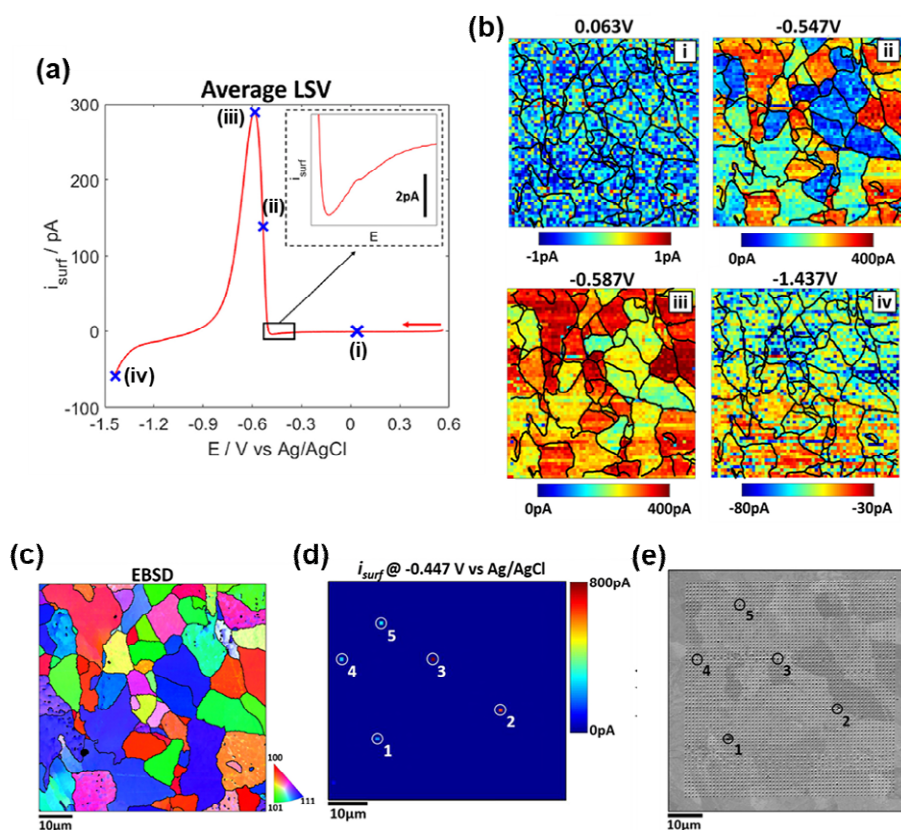 (a)
Average LSV
300
200
100
0
-100
i_surf / pA
-1.5 -1.2 -0.9 -0.6 -0.3 0 0.3 0.6
E / V vs Ag/AgCl
(i)
(ii)
(iii)
(iv)
i_surf
2pA
E
(b)
0.063V
i
-1pA 1pA
-0.547V
ii
0pA 400pA
-0.587V
iii
0pA 400pA
-1.437V
iv
-80pA -30pA
(c)
EBSD
100
101 111
10μm
(d)
i_surf @ -0.447 V vs Ag/AgCl
800pA
0pA
5
4 3
2
1
10μm
(e)
5
4 3
2
1
10μm